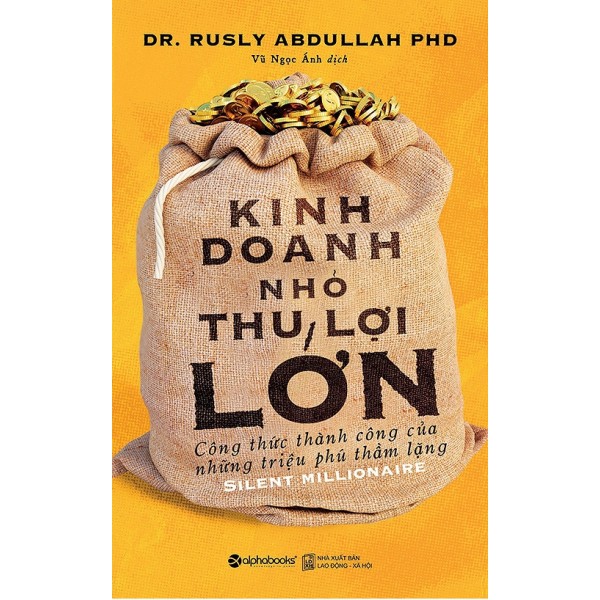 DR. RUSLY ABDULLAH PHD
Vũ Ngọc Ánh dịch
KINH
DOANH
NHỎ
THU LỢI
LỚN
Công thức thành công của
những triệu phú thầm lặng
SILENT MILLIONAIRE
alphabooks
NHÀ XUẤT BẢN
LAO ĐỘNG - XÃ HỘI